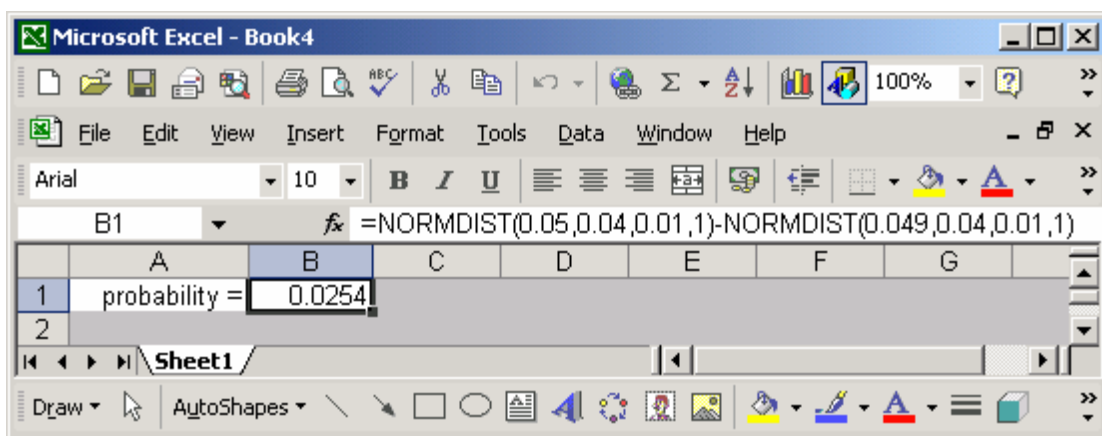 Microsoft Excel - Book4
ABC Σ A Z 100% ?
File Edit View Insert Format Tools Data Window Help
Arial 10 B I U a A
B1 fx =NORMDIST(0.05,0.04,0.01,1)-NORMDIST(0.049,0.04,0.01,1)
A B C D E F G
1 probability = 0.0254
2
Sheet1
Draw AutoShapes A A A